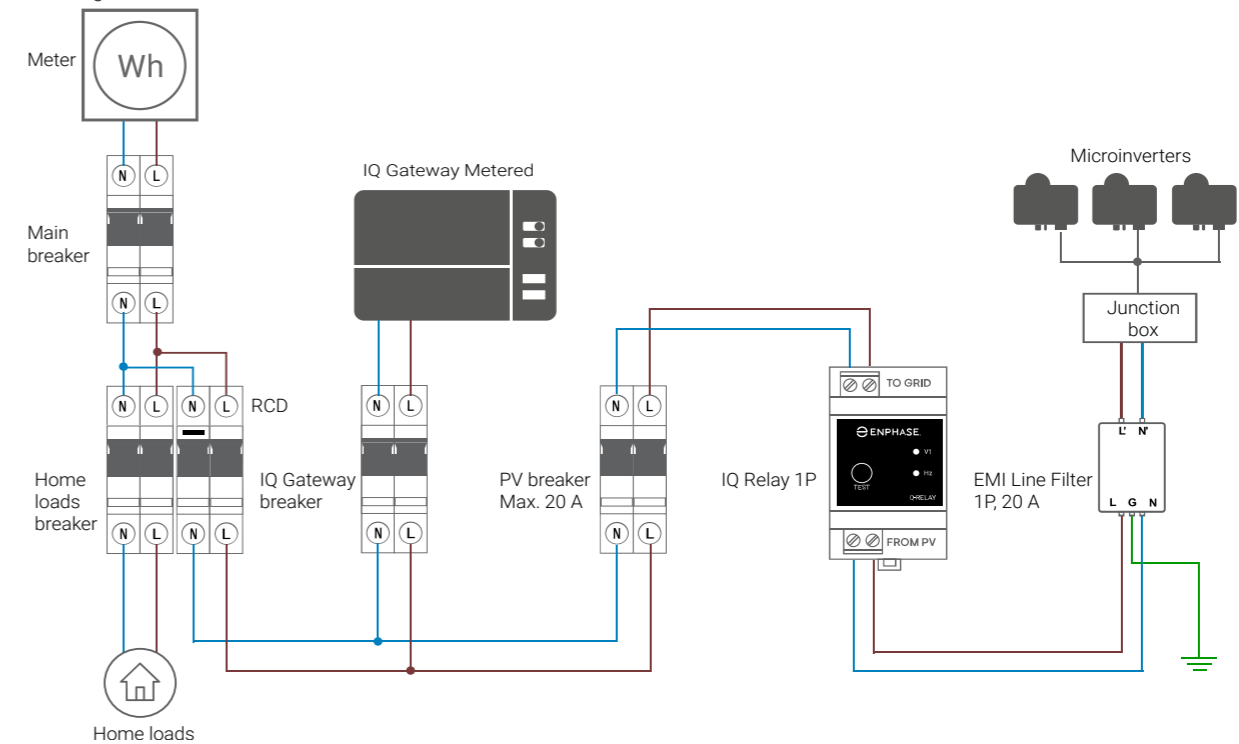 Meter
Wh
N L
Main
breaker
N L
IQ Gateway Metered
Microinverters
Junction
box
N L N L
RCD
N L
N L
TO GRID
ENPHASE.
V1
Hz
TEST
Q-RELAY
FROM PV
L' N'
L G N
Home
loads
breaker
IQ Gateway
breaker
PV breaker
Max. 20 A
IQ Relay 1P
EMI Line Filter
1P, 20 A
N L N L
N L
N L
Home loads